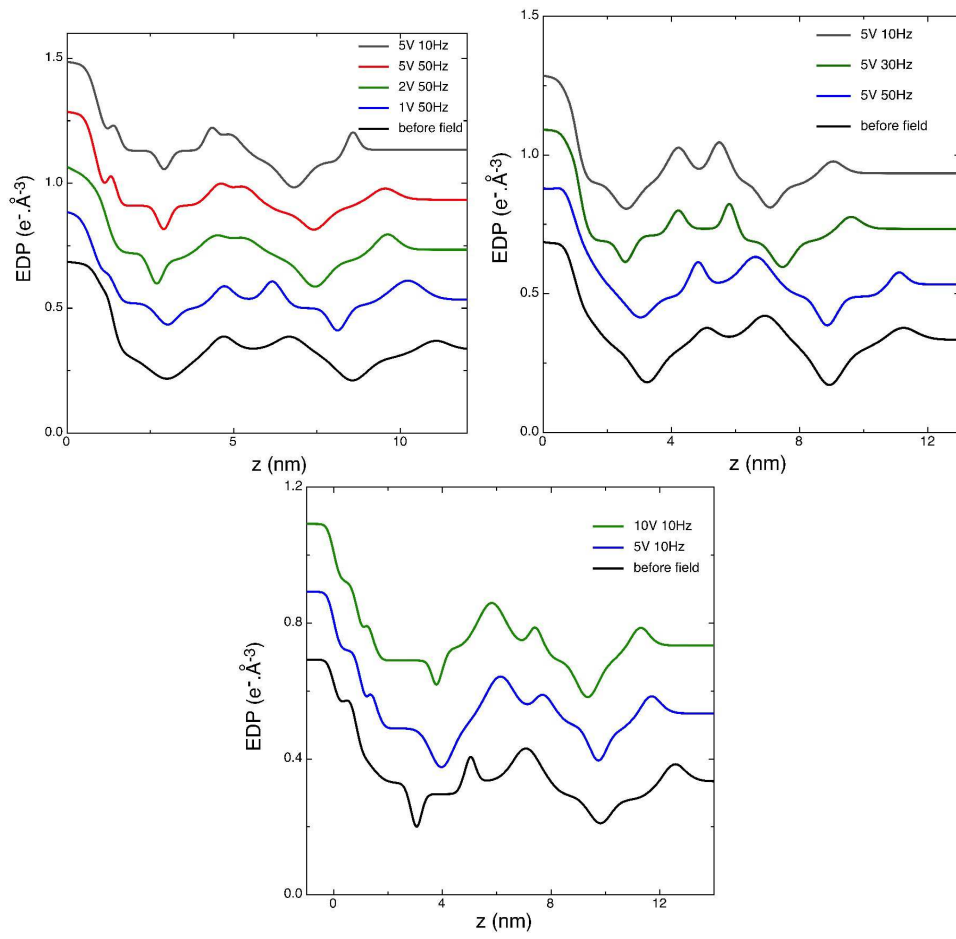 5V 10Hz
5V 50Hz
2V 50Hz
1V 50Hz
before field
EDP (e⁻.Å-³)
1.5
1.0
0.5
0.0
0 5 10
z (nm)
5V 10Hz
5V 30Hz
5V 50Hz
before field
EDP (e⁻.Å-³)
1.5
1.0
0.5
0.0
0 4 8 12
z (nm)
10V 10Hz
5V 10Hz
before field
EDP (e⁻.Å-³)
1.2
0.8
0.4
0.0
0 4 8 12
z (nm)